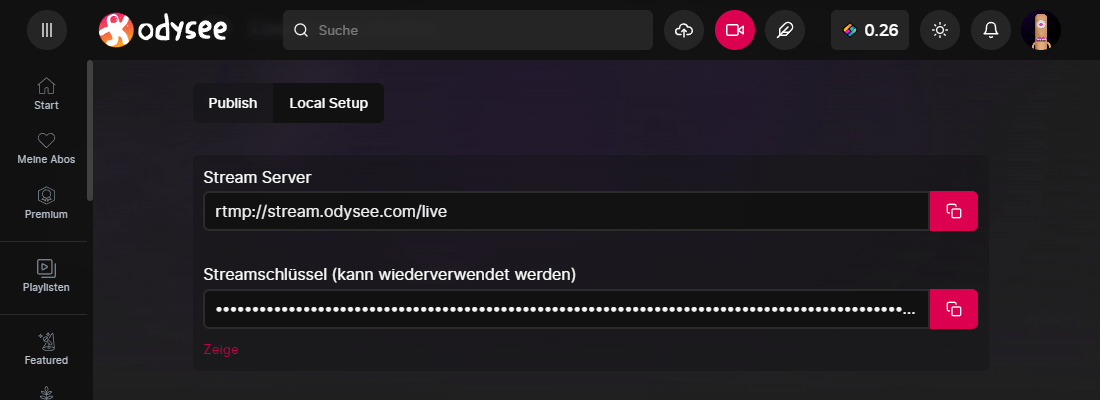 odysee
Suche
0.26
Start
Meine Abos
Premium
Playlisten
Featured
Publish
Local Setup
Stream Server
rtmp://stream.odysee.com/live
Streamschlüssel (kann wiederverwendet werden)
••••••••••••••••••••••••••••••••••••••••••••••••••••••••••••••••••••••••••••••••••••••••••••••••...
Zeige